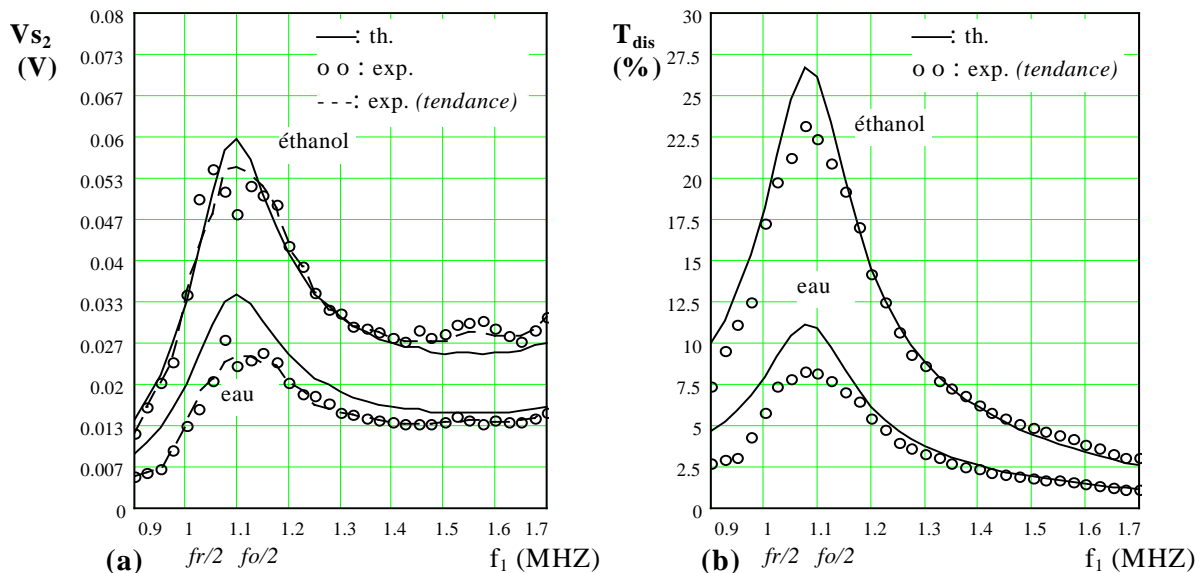 Vs2
(V)
0.08
0.073
0.067
0.06
0.053
0.047
0.04
0.033
0.027
0.02
0.013
0.007
0
: th.
: exp.
: exp. (tendance)
éthanol
eau
0.9 1 1.1 1.2 1.3 1.4 1.5 1.6 1.7
(a) fr/2 fo/2 f1 (MHZ)
Tdis
(%)
30
27.5
25
22.5
20
17.5
15
12.5
10
7.5
5
2.5
0
: th.
: exp. (tendance)
éthanol
eau
0.9 1 1.1 1.2 1.3 1.4 1.5 1.6 1.7
(b) fr/2 fo/2 f1 (MHZ)